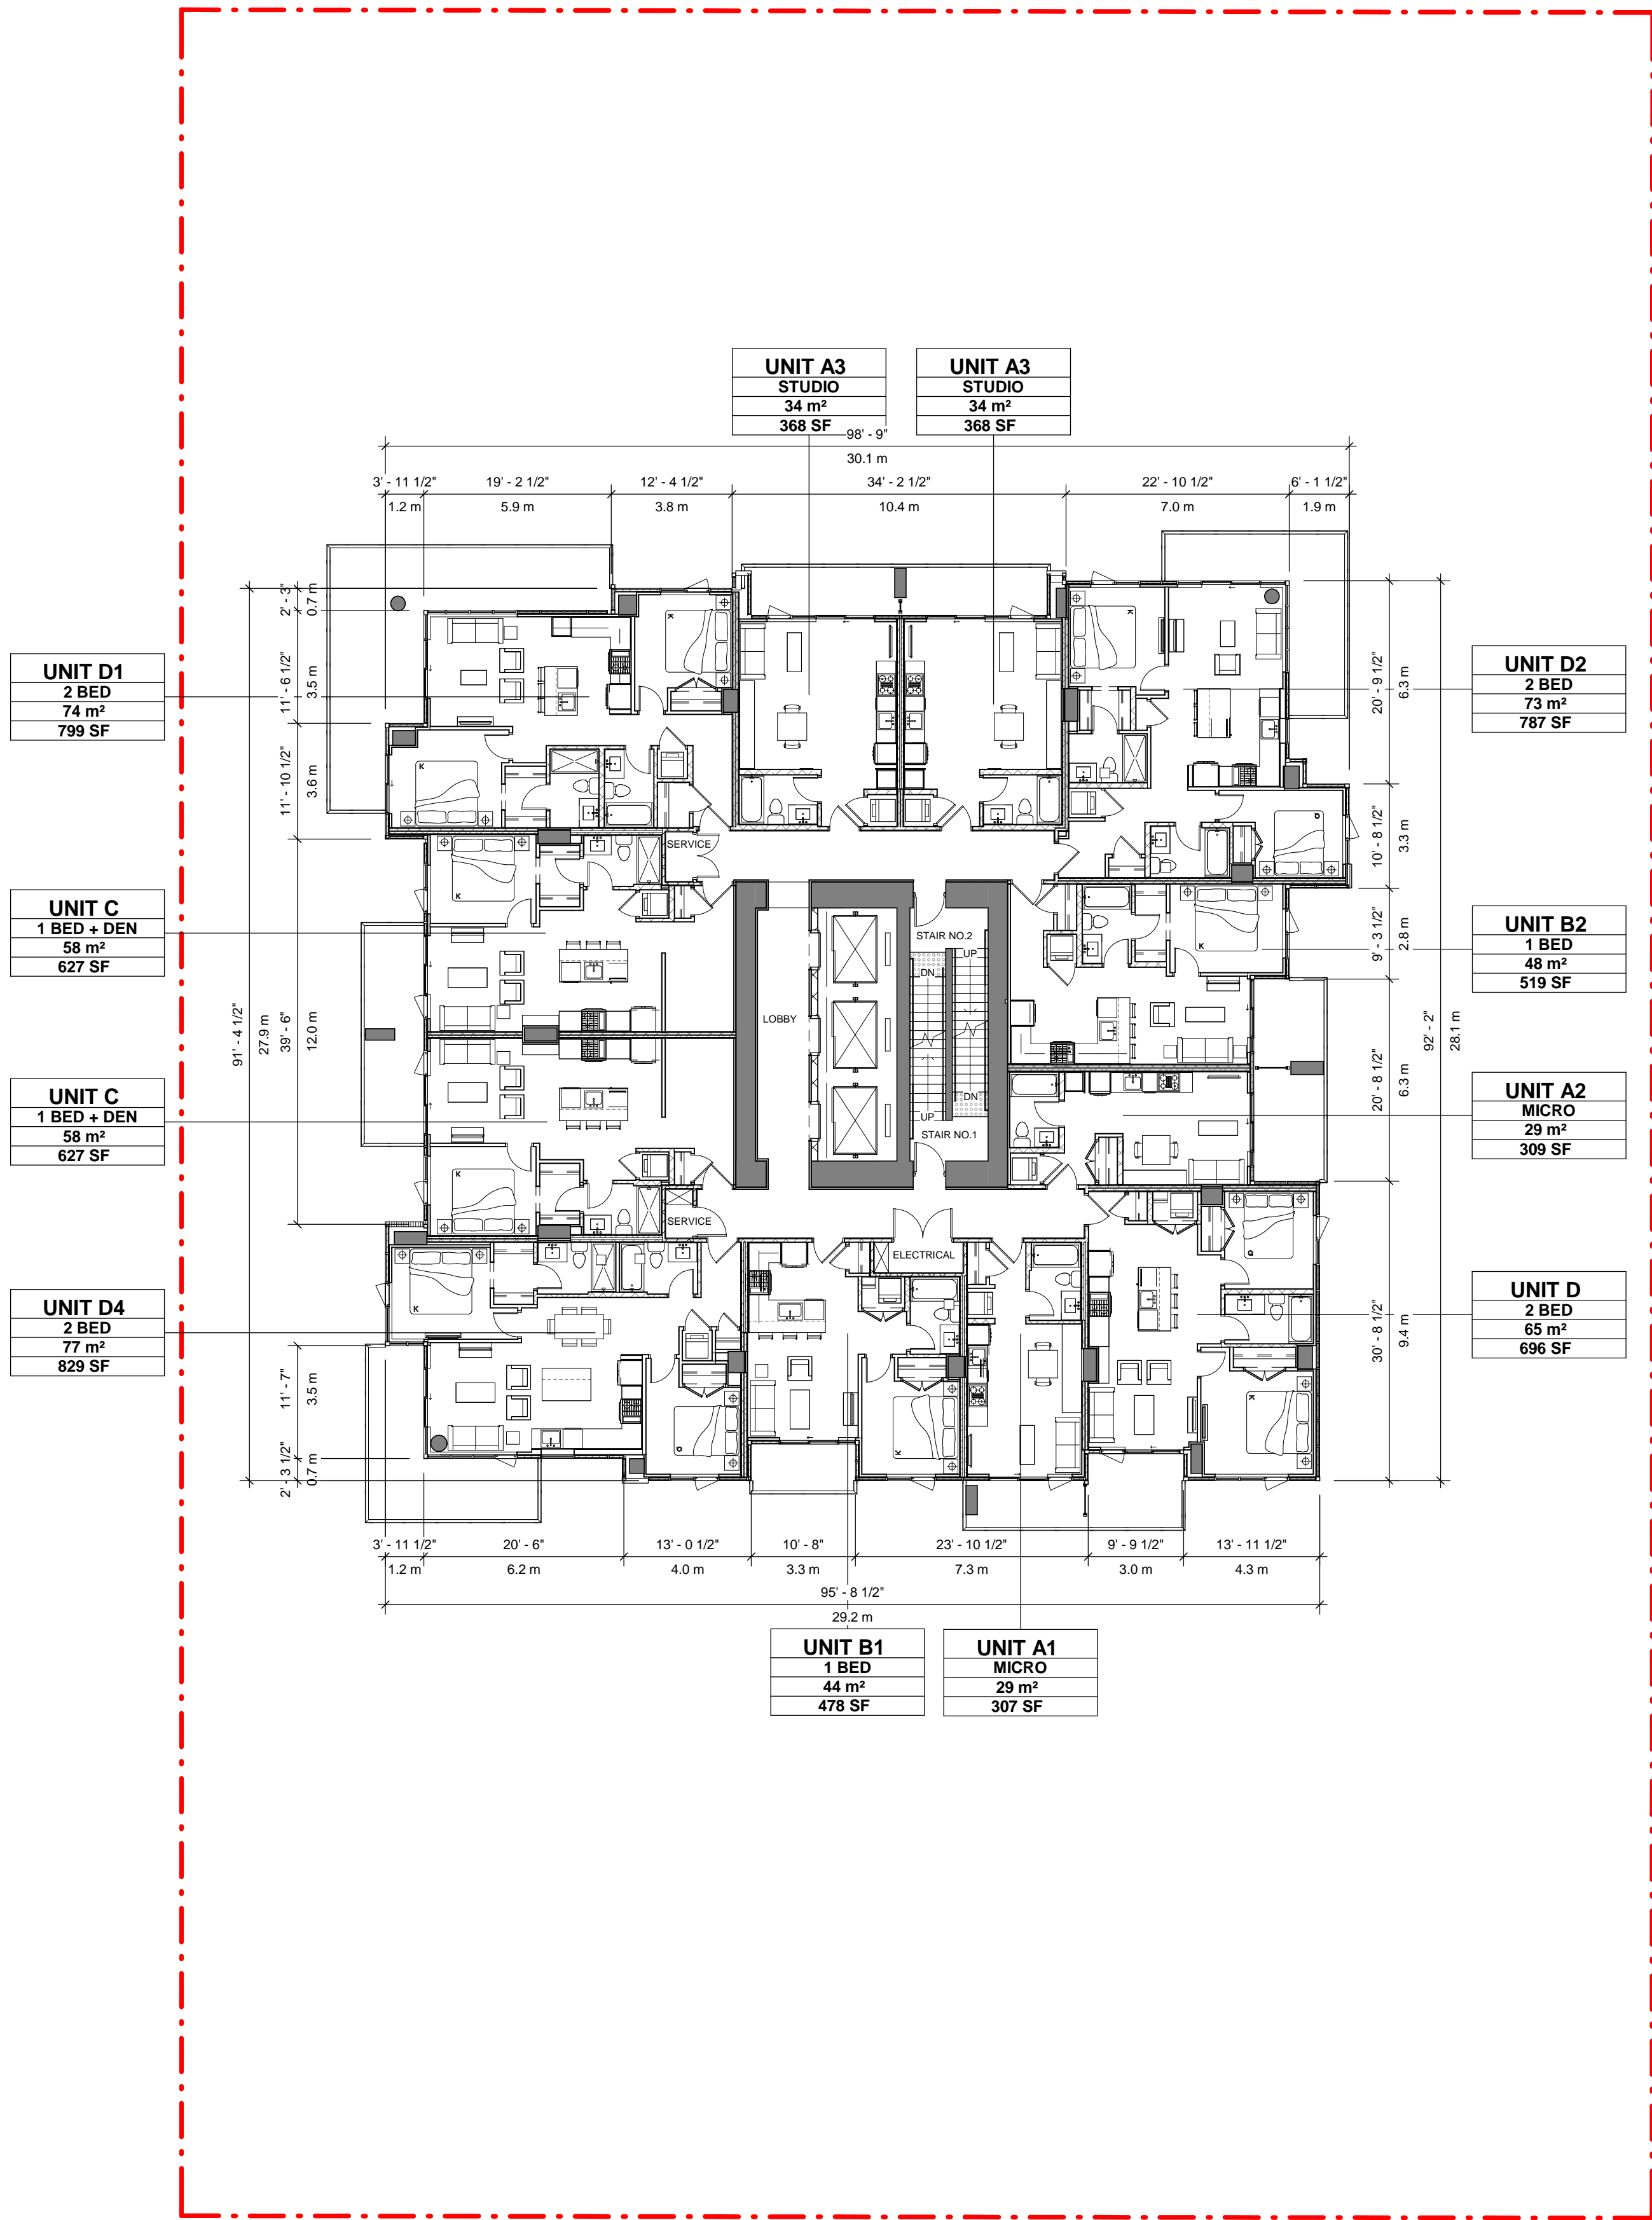 UNIT A3
STUDIO
34 m²
368 SF
UNIT A3
STUDIO
34 m²
368 SF
98' - 9"
30.1 m
3' - 11 1/2"
19' - 2 1/2"
12' - 4 1/2"
34' - 2 1/2"
22' - 10 1/2"
6' - 1 1/2"
1.2 m
5.9 m
3.8 m
10.4 m
7.0 m
1.9 m
UNIT D1
2 BED
74 m²
799 SF
UNIT C
1 BED + DEN
58 m²
627 SF
UNIT C
1 BED + DEN
58 m²
627 SF
UNIT D4
2 BED
77 m²
829 SF
91' - 4 1/2"
27.9 m
2' - 3"
0.7 m
11' - 6 1/2"
3.5 m
11' - 10 1/2"
3.6 m
39' - 6"
12.0 m
11' - 7"
3.5 m
2' - 3 1/2"
0.7 m
K
K
K
K
SERVICE
K
K
LOBBY
STAIR NO.2
UP
DN
DN
UP
STAIR NO.1
K
Q
K
SERVICE
ELECTRICAL
K
Q
K
Q
K
20' - 9 1/2"
6.3 m
10' - 8 1/2"
3.3 m
9' - 3 1/2"
2.8 m
20' - 8 1/2"
6.3 m
30' - 8 1/2"
9.4 m
92' - 2"
28.1 m
UNIT D2
2 BED
73 m²
787 SF
UNIT B2
1 BED
48 m²
519 SF
UNIT A2
MICRO
29 m²
309 SF
UNIT D
2 BED
65 m²
696 SF
3' - 11 1/2"
20' - 6"
13' - 0 1/2"
10' - 8"
23' - 10 1/2"
9' - 9 1/2"
13' - 11 1/2"
1.2 m
6.2 m
4.0 m
3.3 m
7.3 m
3.0 m
4.3 m
95' - 8 1/2"
29.2 m
UNIT B1
1 BED
44 m²
478 SF
UNIT A1
MICRO
29 m²
307 SF